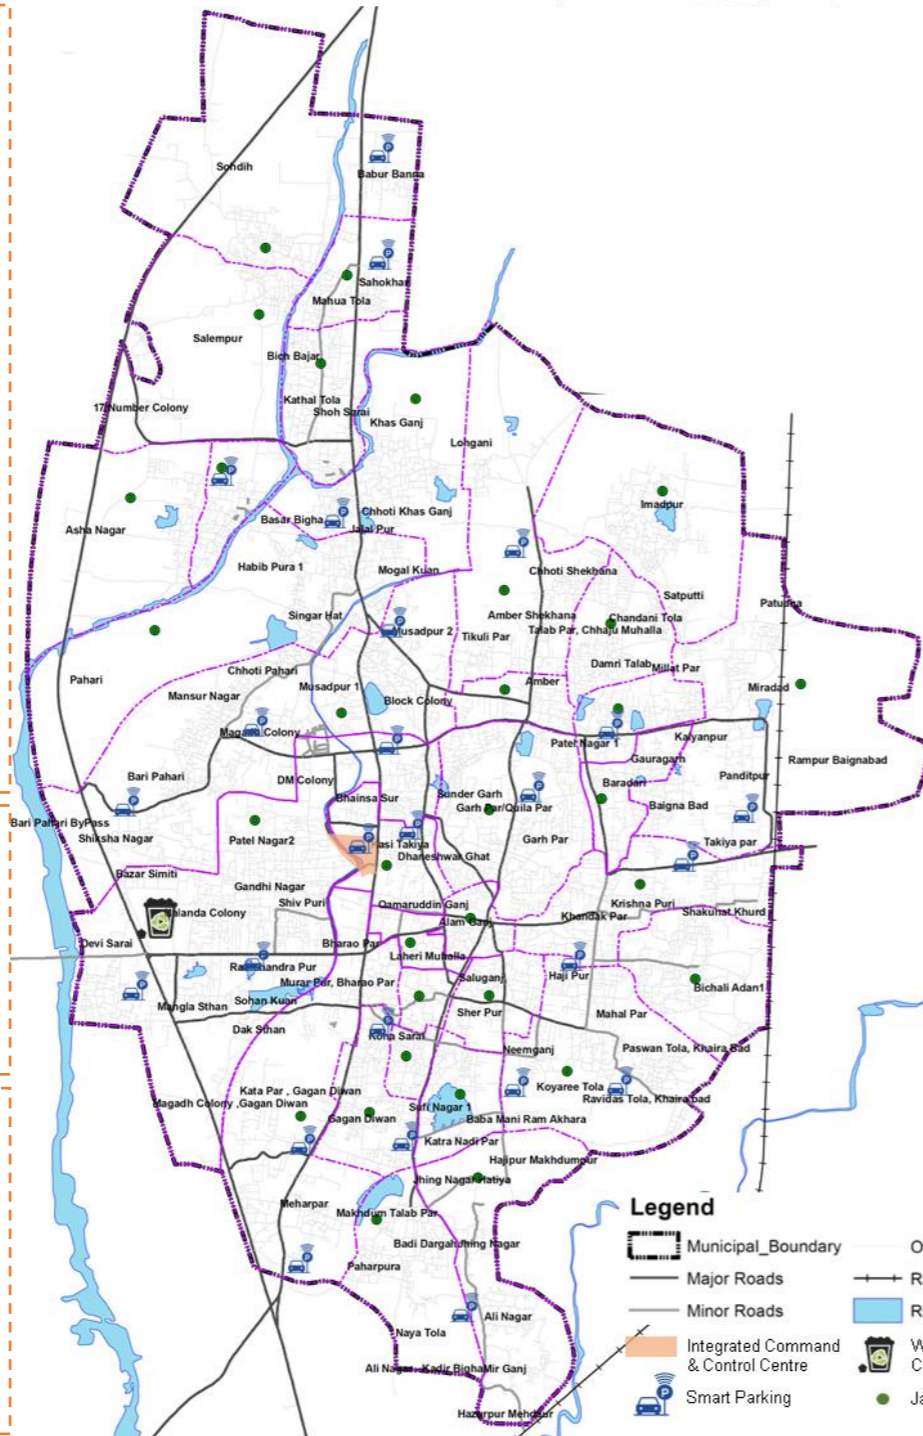 Babur Banna
Sohdih
Sahokhar
Mahua Tola
Salempur
Bich Bajar
Kathal Tola
17 Number Colony
Shoh Sarai
Khas Ganj
Lohgani
Imadpur
Asha Nagar
Basar Bigha
Chhoti Khas Ganj
Jalal Pur
Habib Pura 1
Mogal Kuan
Chhoti Shekhana
Satputti
Patuana
Singar Hat
Amber Shekhana
Chandani Tola
Musadpur 2
Tikuli Par
Talab Par, Chhaju Muhalla
Chhoti Pahari
Damri Talab
Millat Par
Pahari
Mansur Nagar
Musadpur 1
Amber
Miradad
Block Colony
Patel Nagar 1
Kalyanpur
DM Colony
Gauragarh
Rampur Baignabad
Bari Pahari
Baradari
Panditpur
Bhainsa Sur
Sunder Garh
Garh Par/Quila Par
Baigna Bad
Bari Pahari ByPass
Shiksha Nagar
Patel Nagar2
Garh Par
Takiya par
Dhaneshwar Ghat
Bazar Simiti
Gandhi Nagar
Shiv Puri
Qamaruddin Ganj
Krishna Puri
Alam Ganj
Khandak Par
Shakunat Khurd
Devi Sarai
Bharao Par
Laheri Muhalla
Murar Pur, Bharao Par
Saluganj
Haji Pur
Bichali Adan1
Mangla Sthan
Sohan Kuan
Sher Pur
Mahal Par
Dak Sthan
Kona Sarai
Neemganj
Paswan Tola, Khaira Bad
Koyaree Tola
Kata Par , Gagan Diwan
Ravidas Tola, Khaira bad
Magadh Colony ,Gagan Diwan
Sufi Nagar 1
Gagan Diwan
Baba Mani Ram Akhara
Katra Nadi Par
Hajipur Makhdumpur
Jhing Nagar Hatiya
Meharpar
Makhdum Talab Par
Badi Dargah
Jhing Nagar
Paharpura
Ali Nagar
Naya Tola
Ali Nagar
Kadir Bigha
Mir Ganj
Legend
Municipal_Boundary
Major Roads
Minor Roads
Integrated Command
& Control Centre
Smart Parking